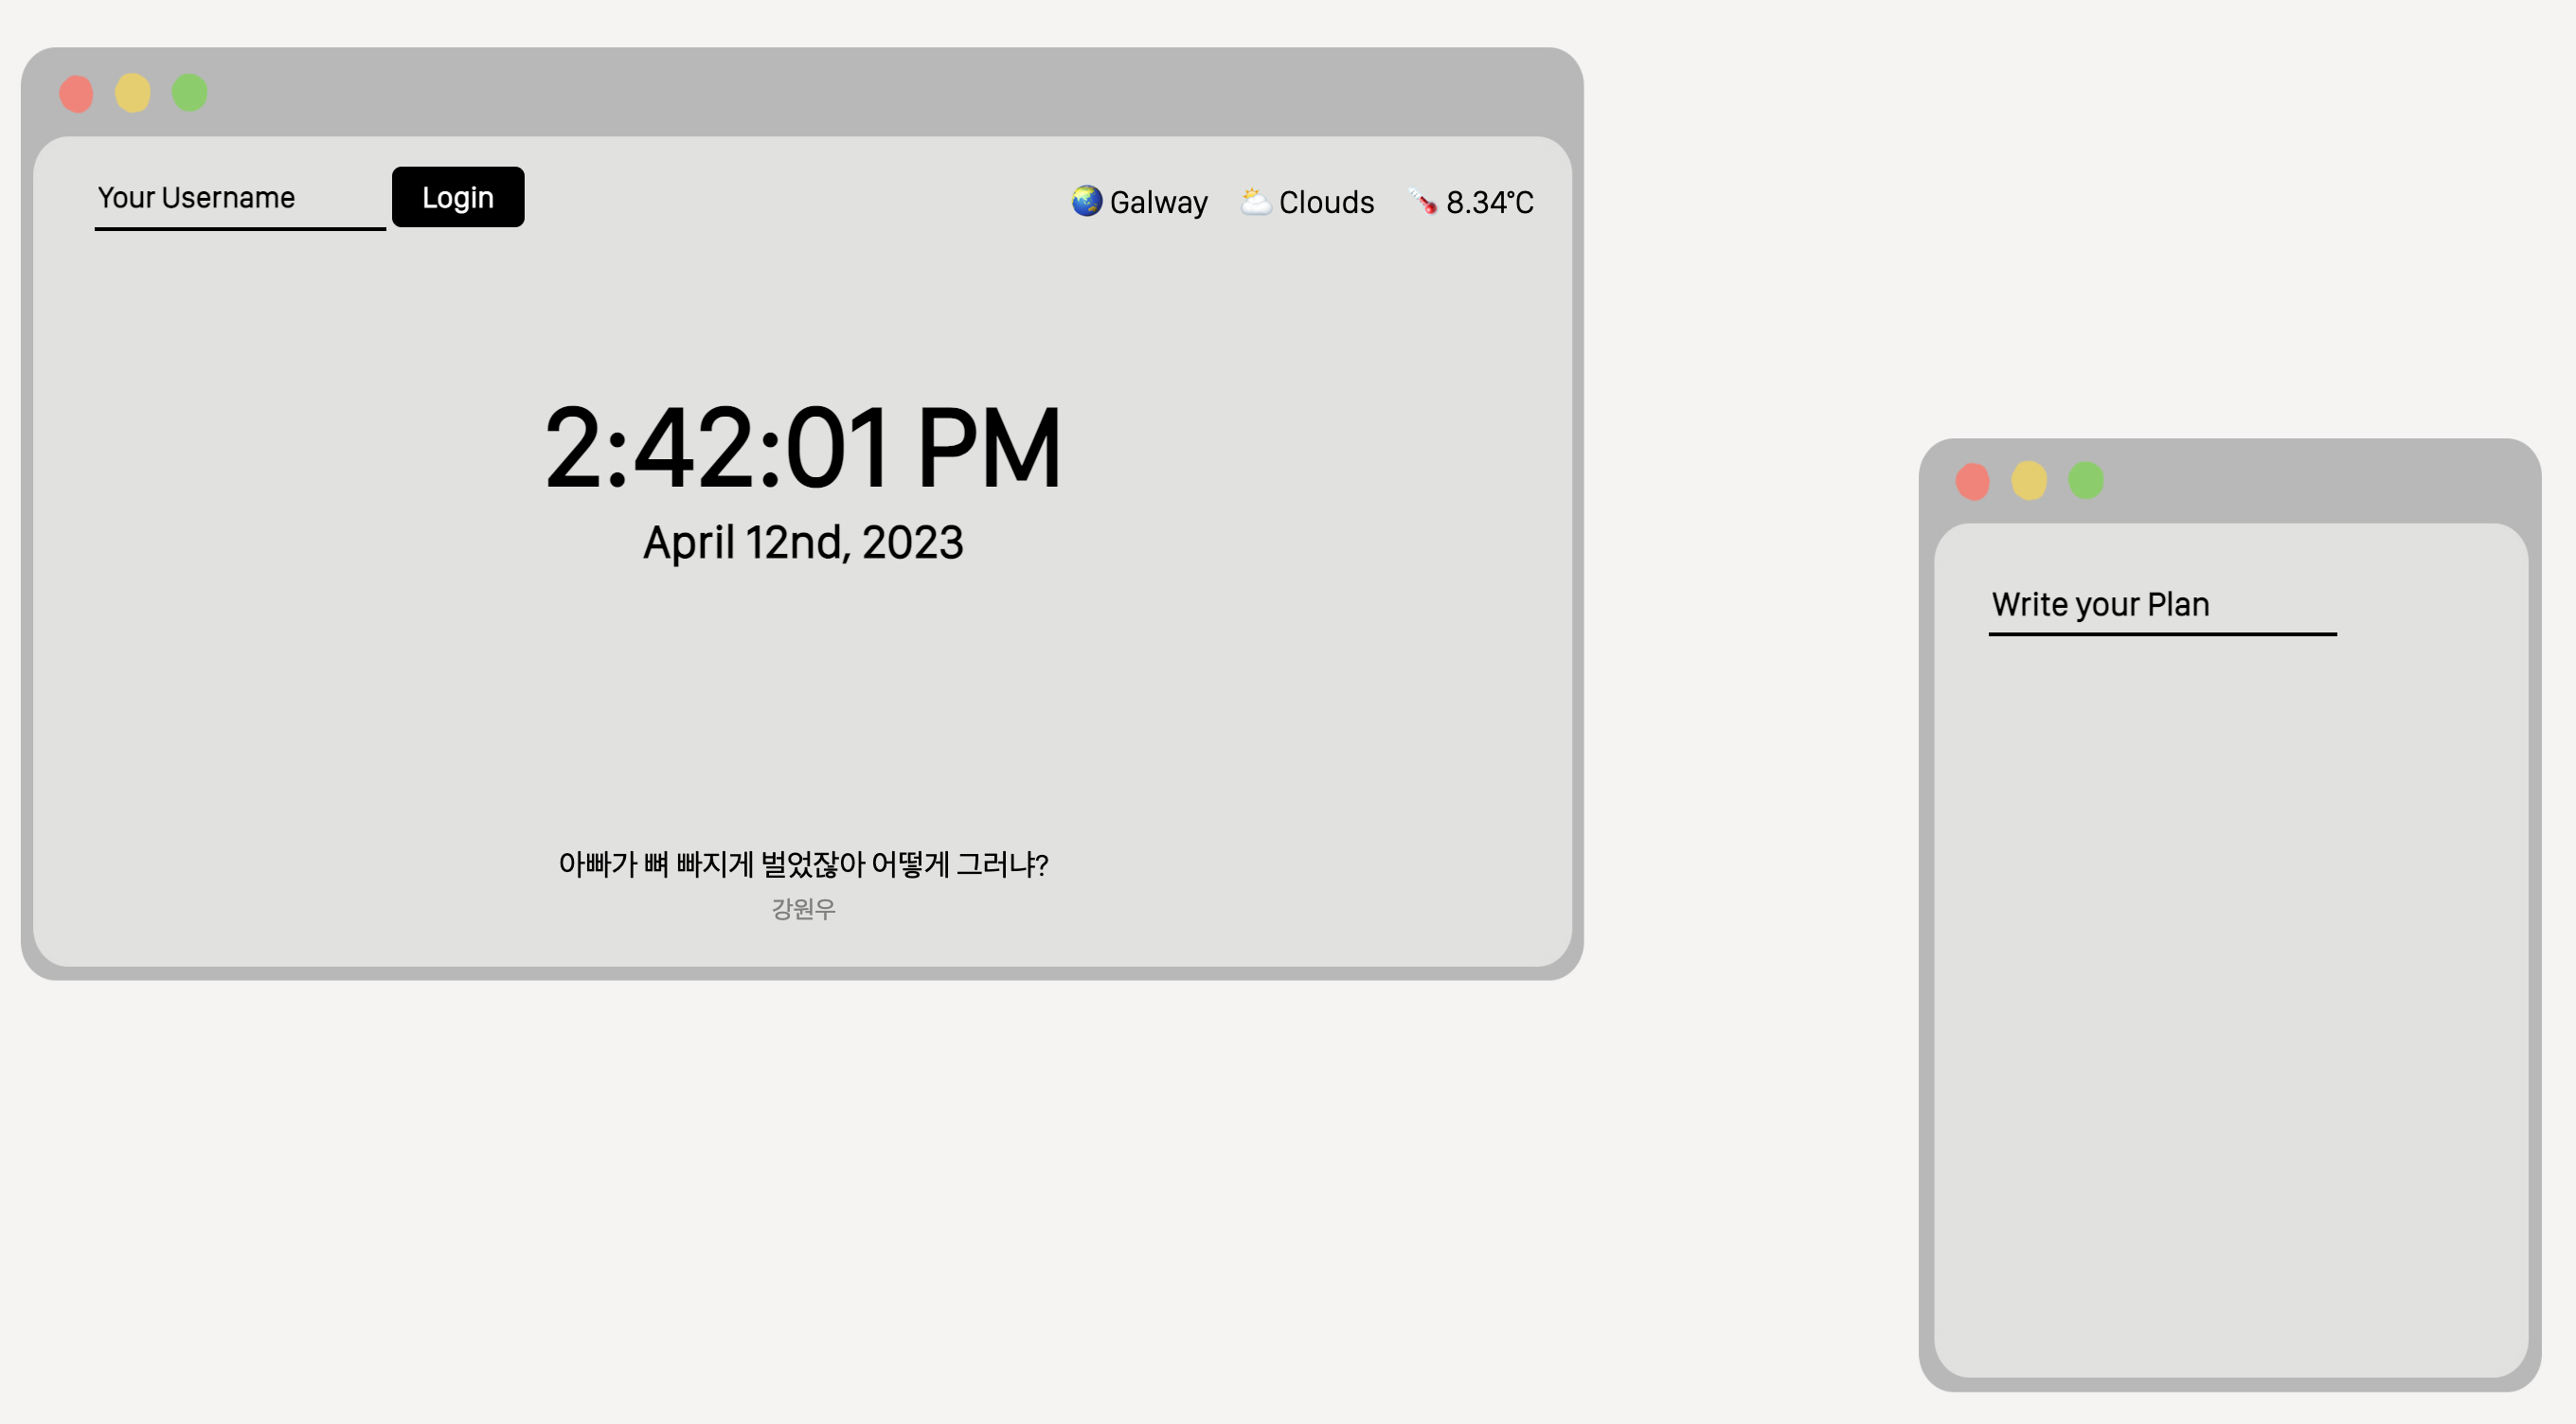 Your Username Login 🌏 Galway 🌥️ Clouds 🌡️ 8.34°C
2:42:01 PM
April 12nd, 2023
아빠가 뼈 빠지게 벌었잖아 어떻게 그러냐?
강원우
Write your Plan